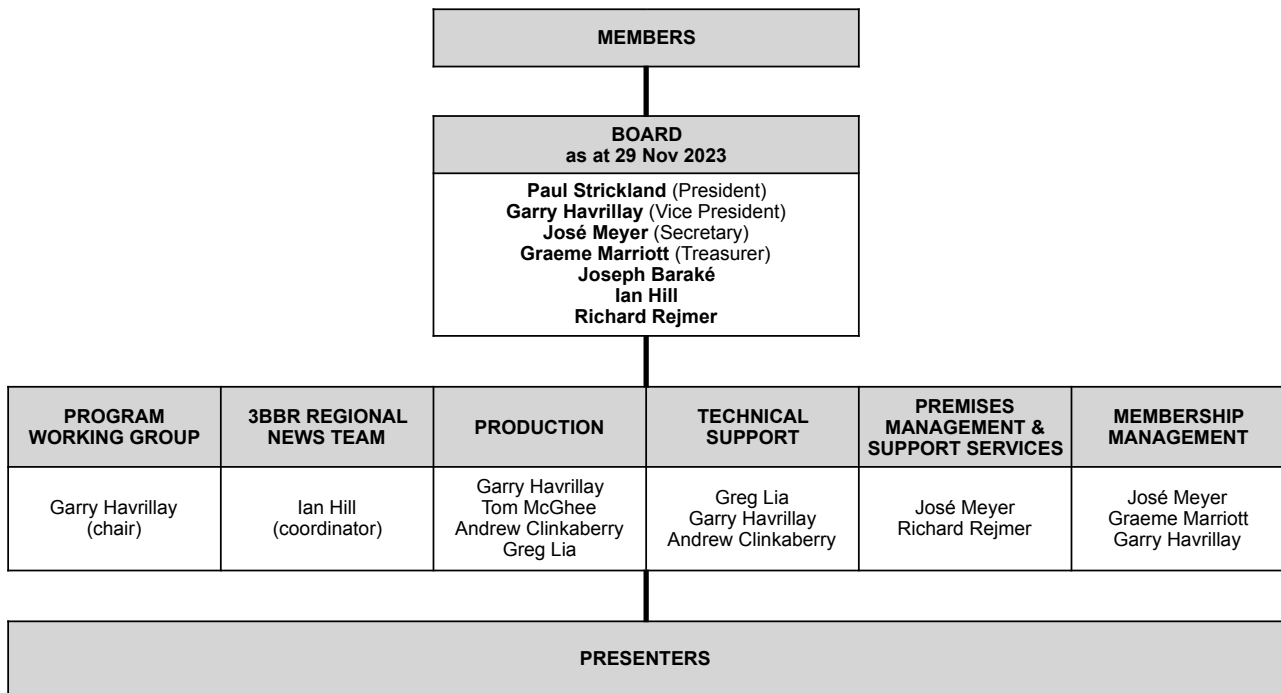 MEMBERS
BOARD
as at 29 Nov 2023
Paul Strickland (President)
Garry Havrillay (Vice President)
José Meyer (Secretary)
Graeme Marriott (Treasurer)
Joseph Baraké
Ian Hill
Richard Rejmer
PROGRAM
WORKING GROUP
Garry Havrillay
(chair)
3BBR REGIONAL
NEWS TEAM
Ian Hill
(coordinator)
PRODUCTION
Garry Havrillay
Tom McGhee
Andrew Clinkaberry
Greg Lia
TECHNICAL
SUPPORT
Greg Lia
Garry Havrillay
Andrew Clinkaberry
PREMISES
MANAGEMENT &
SUPPORT SERVICES
José Meyer
Richard Rejmer
MEMBERSHIP
MANAGEMENT
José Meyer
Graeme Marriott
Garry Havrillay
PRESENTERS